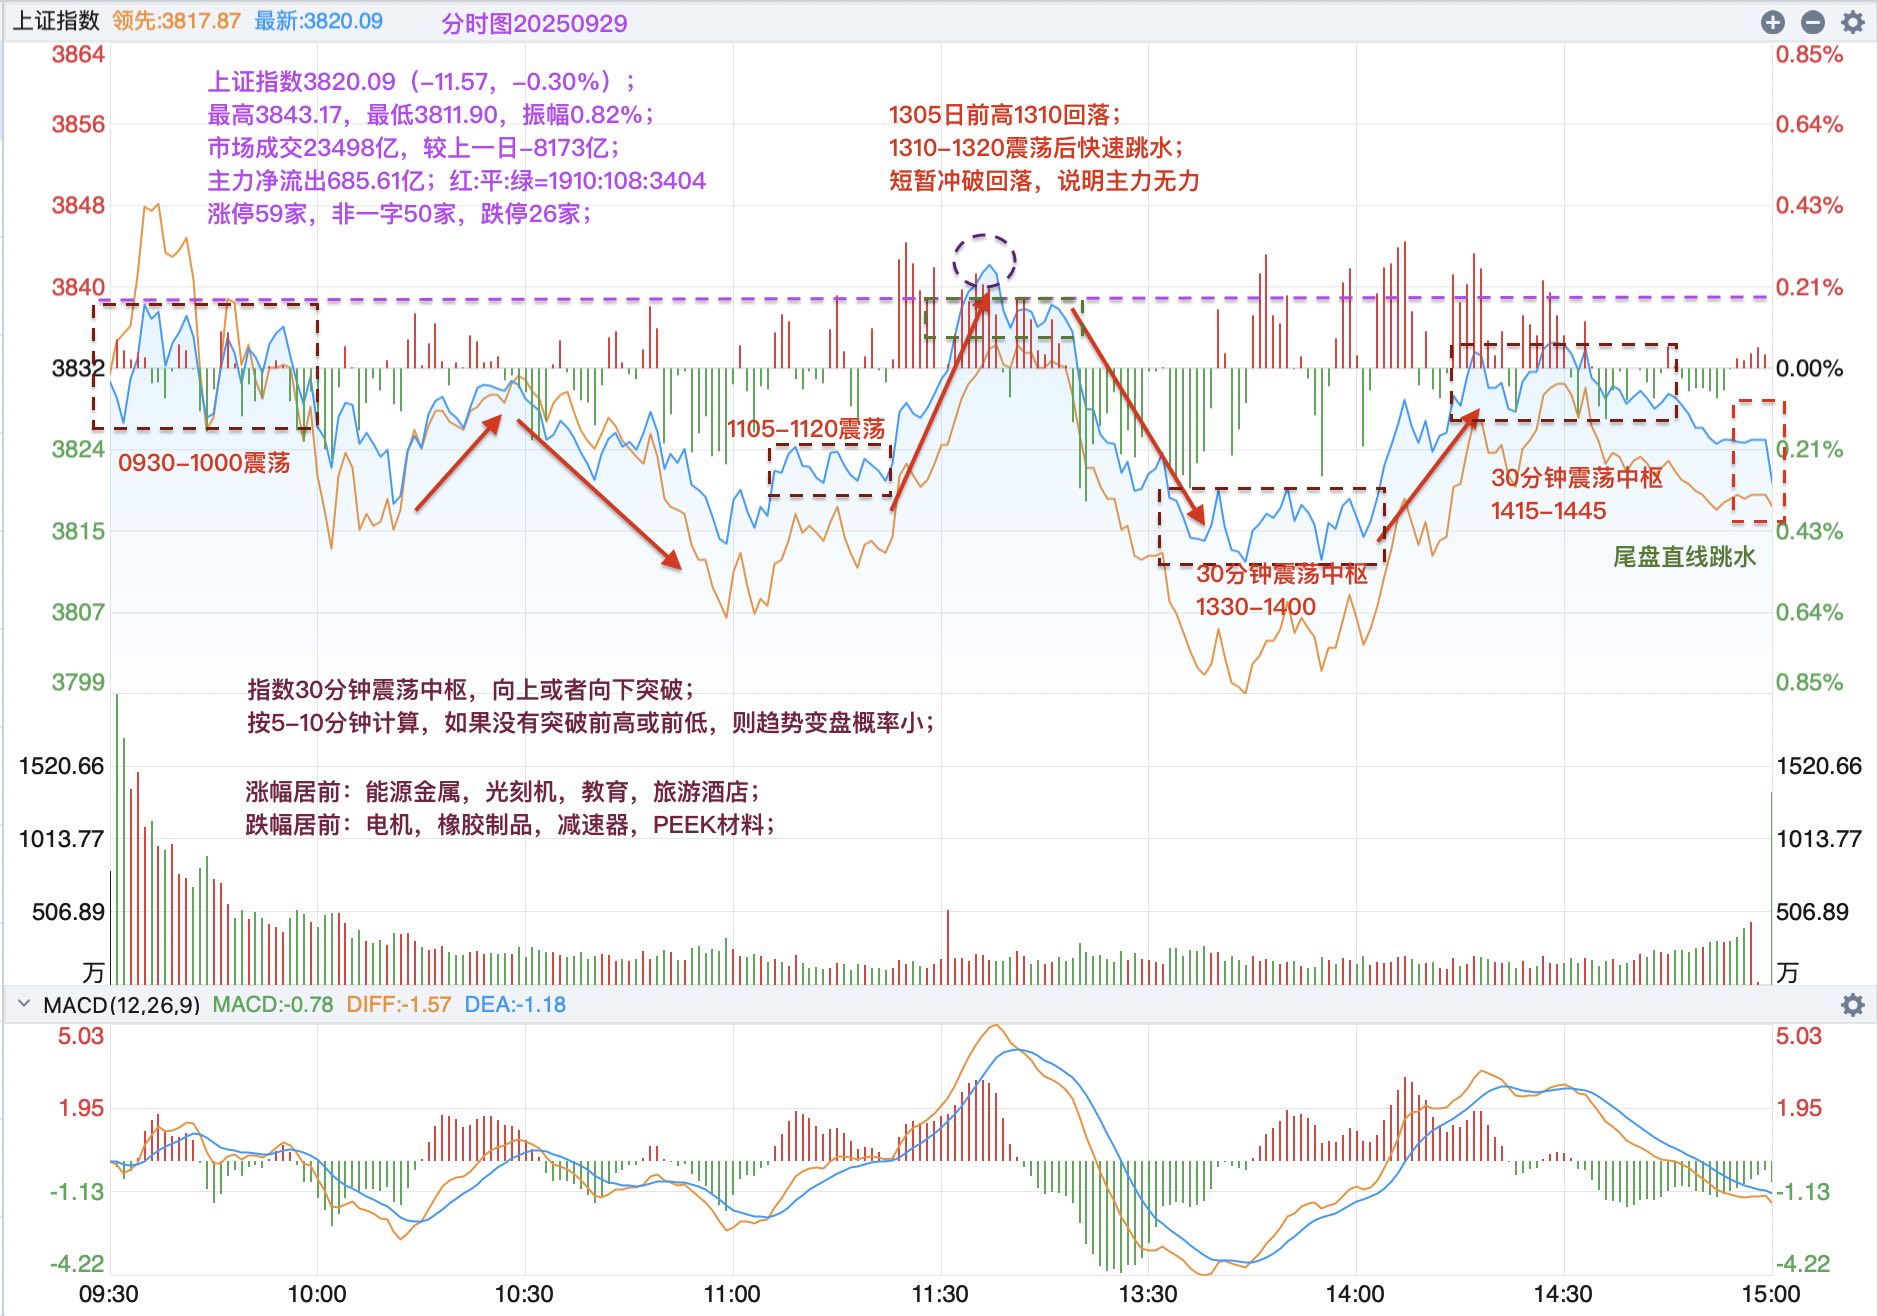 上证指数 领先:3817.87 最新:3820.09 分时图20250929
3864 0.85%
3856 0.64%
3848 0.43%
3840 0.21%
3832 0.00%
3824 0.21%
3815 0.43%
3807 0.64%
3799 0.85%
上证指数3820.09（-11.57，-0.30%）；
最高3843.17，最低3811.90，振幅0.82%；
市场成交23498亿，较上一日-8173亿；
主力净流出685.61亿；红:平:绿=1910:108:3404
涨停59家，非一字50家，跌停26家；
1305日前高1310回落；
1310-1320震荡后快速跳水；
短暂冲破回落，说明主力无力
0930-1000震荡
1105-1120震荡
30分钟震荡中枢
1330-1400
30分钟震荡中枢
1415-1445
尾盘直线跳水
指数30分钟震荡中枢，向上或者向下突破；
按5-10分钟计算，如果没有突破前高或前低，则趋势变盘概率小；
涨幅居前：能源金属，光刻机，教育，旅游酒店；
跌幅居前：电机，橡胶制品，减速器，PEEK材料；
1520.66 1520.66
1013.77 1013.77
506.89 506.89
万 万
MACD(12,26,9) MACD:-0.78 DIFF:-1.57 DEA:-1.18
5.03 5.03
1.95 1.95
-1.13 -1.13
-4.22 -4.22
09:30 10:00 10:30 11:00 11:30 13:30 14:00 14:30 15:00